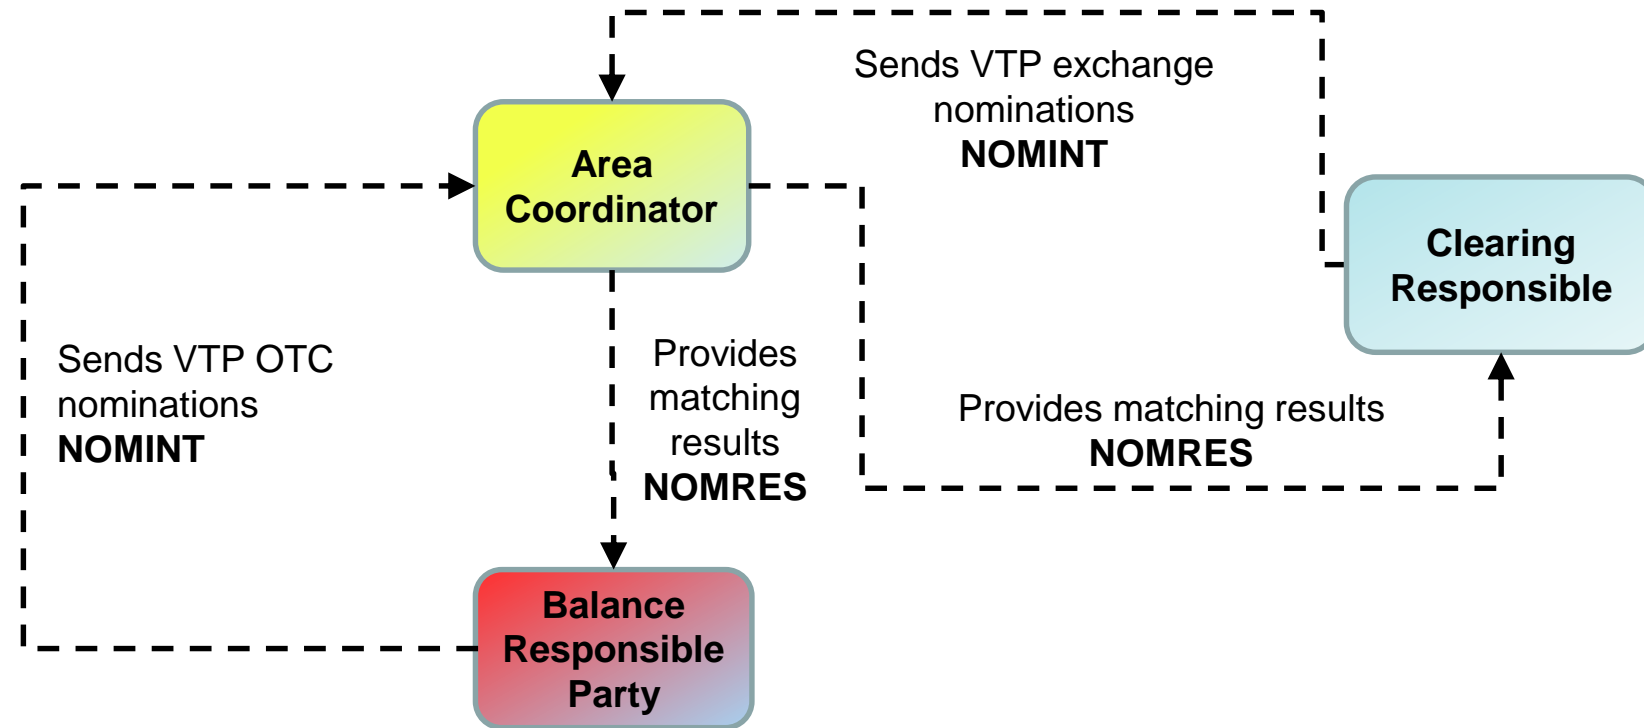 Sends VTP exchange
nominations
NOMINT
Area
Coordinator
Clearing
Responsible
Sends VTP OTC
nominations
NOMINT
Provides
matching
results
NOMRES
Provides matching results
NOMRES
Balance
Responsible
Party